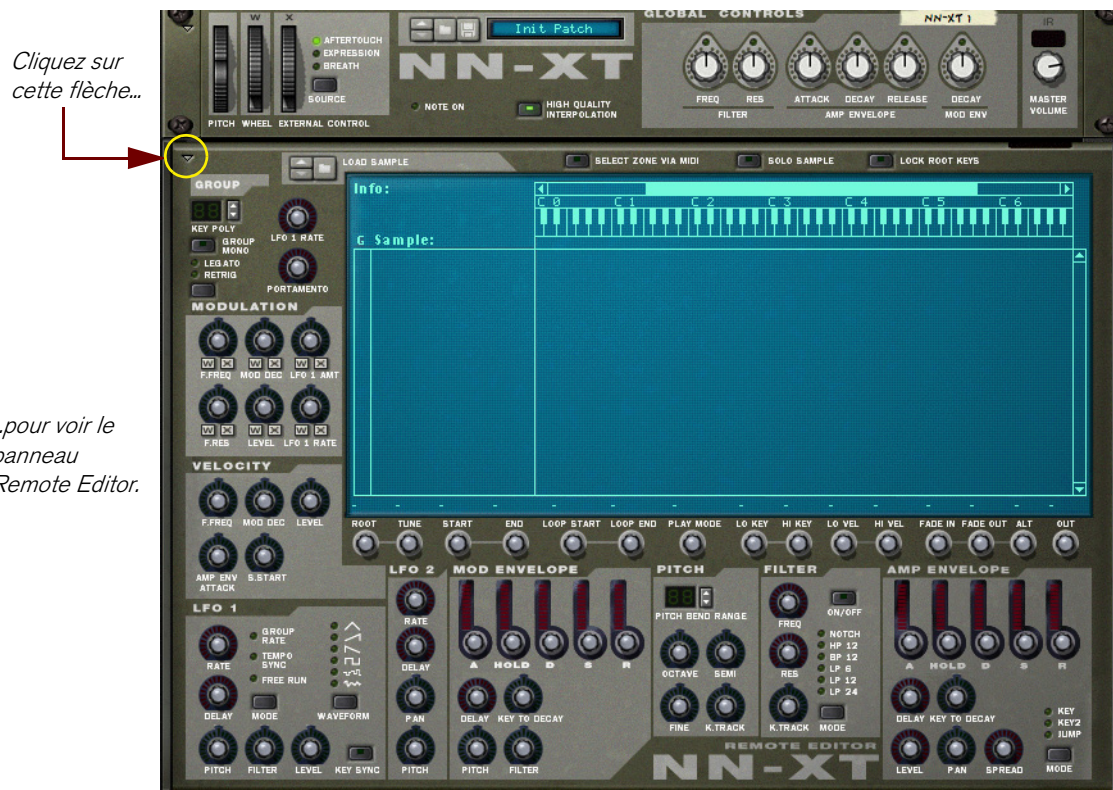 Cliquez sur
cette flèche...
..pour voir le
panneau
Remote Editor.
W X
AFTERTOUCH
EXPRESSION
BREATH
SOURCE
PITCH WHEEL EXTERNAL CONTROL
Init Patch
NN-XT
NOTE ON
HIGH QUALITY
INTERPOLATION
GLOBAL CONTROLS
NN-XT 1
FREQ RES ATTACK DECAY RELEASE DECAY
FILTER AMP ENVELOPE MOD ENV
IR
MASTER
VOLUME
LOAD SAMPLE
SELECT ZONE VIA MIDI
SOLO SAMPLE
LOCK ROOT KEYS
GROUP
KEY POLY
GROUP
MONO
LEGATO
RETRIG
LFO 1 RATE
PORTAMENTO
Info:
C 0 C 1 C 2 C 3 C 4 C 5 C 6
G Sample:
MODULATION
W X W X W X
F.FREQ MOD DEC LFO 1 AMT
W X W X W X
F.RES LEVEL LFO 1 RATE
VELOCITY
F.FREQ MOD DEC LEVEL
AMP ENV
ATTACK
S.START
ROOT TUNE START END LOOP START LOOP END PLAY MODE LO KEY HI KEY LO VEL HI VEL FADE IN FADE OUT ALT OUT
LFO 1
RATE
GROUP
RATE
TEMPO
SYNC
FREE RUN
DELAY MODE WAVEFORM
PITCH FILTER LEVEL KEY SYNC
LFO 2
RATE
DELAY
PAN
PITCH
MOD ENVELOPE
A HOLD D S R
DELAY KEY TO DECAY
PITCH FILTER
PITCH
PITCH BEND RANGE
OCTAVE SEMI
FINE K.TRACK
FILTER
FREQ
ON/OFF
RES
NOTCH
HP 12
BP 12
LP 6
LP 12
LP 24
K.TRACK MODE
AMP ENVELOPE
A HOLD D S R
DELAY KEY TO DECAY
KEY
KEY2
JUMP
LEVEL PAN SPREAD MODE
REMOTE EDITOR
NN-XT